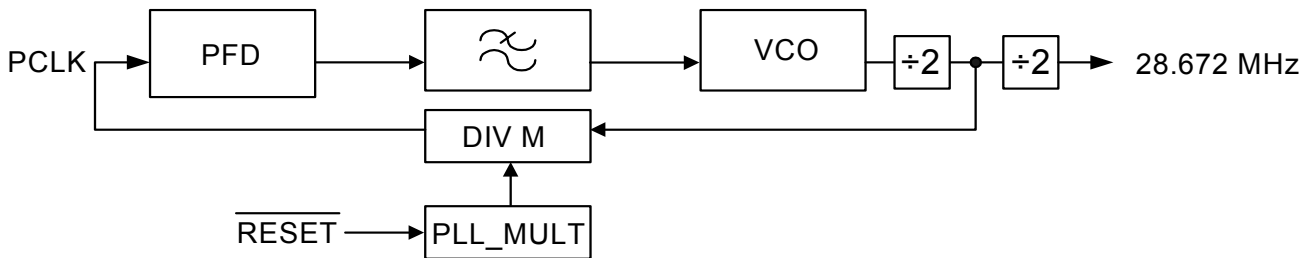 PCLK
PFD
VCO
÷2
÷2
28.672 MHz
DIV M
RESET
PLL_MULT